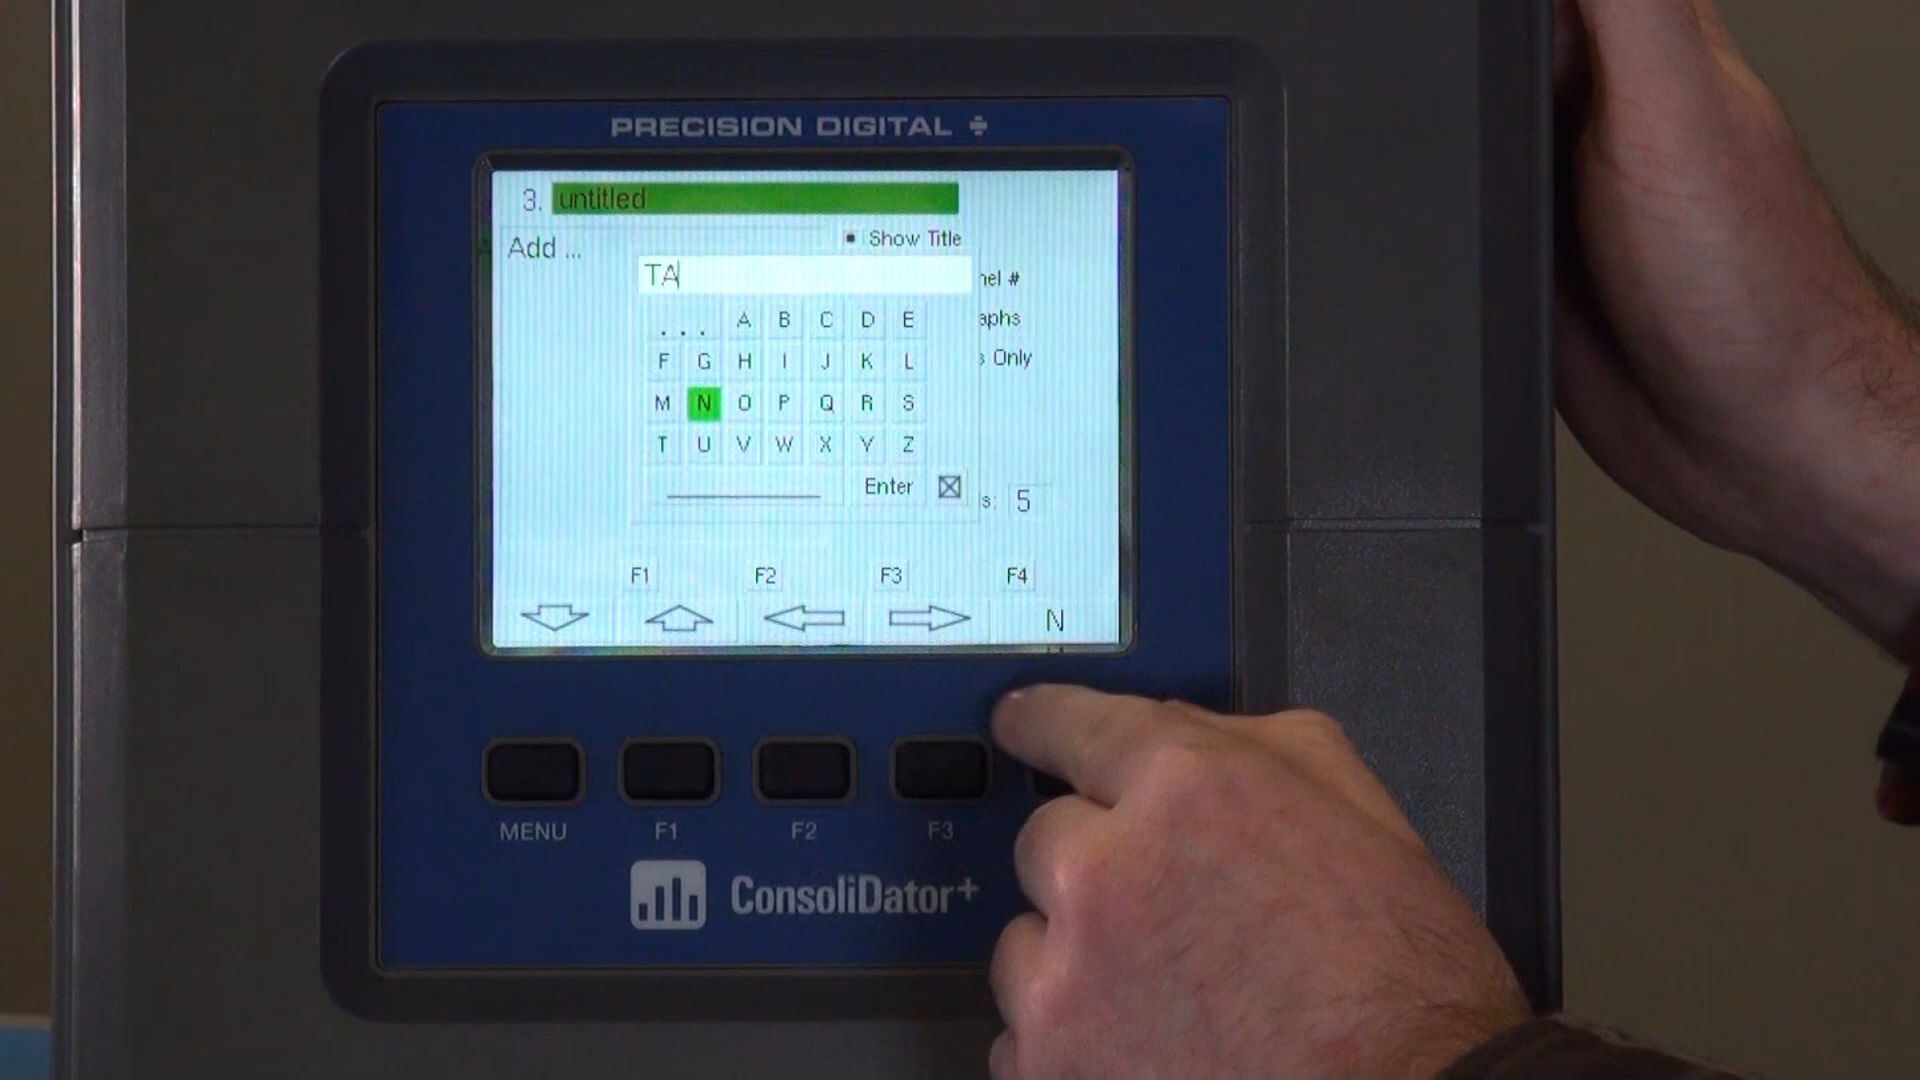 PRECISION DIGITAL
3. untitled
Show Title
Add ...
TA
nel #
. . . A B C D E
aphs
F G H I J K L
s Only
M N O P Q R S
T U V W X Y Z
Enter
s: 5
F1 F2 F3 F4
N
MENU F1 F2 F3
ConsoliDator+